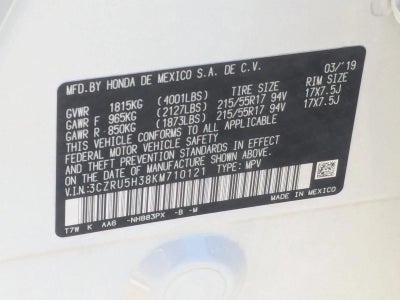 MFD.BY HONDA DE MEXICO S.A. DE C.V. 03/'19
GVWR 1815KG (4001LBS) TIRE SIZE RIM SIZE
GAWR F 965KG (2127LBS) 215/55R17 94V 17X7.5J
GAWR R 850KG (1873LBS) 215/55R17 94V 17X7.5J
THIS VEHICLE CONFORMS TO ALL APPLICABLE
FEDERAL MOTOR VEHICLE SAFETY, BUMPER AND
THEFT PREVENTION STANDARDS IN EFFECT ON THE
DATE OF MANUFACTURE SHOWN ABOVE.
V.I.N:3CZRU5H38KM710121 TYPE: MPV
T7W K AA6 -NH883PX -B -M MADE IN MEXICO